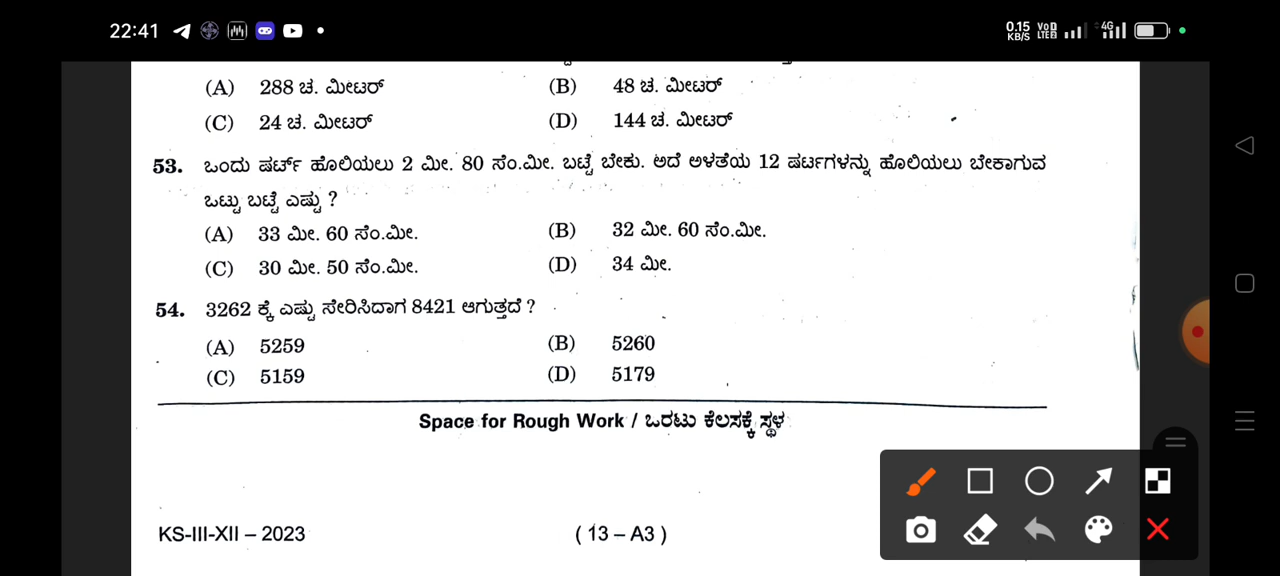 22:41
0.15 KB/S VoD LTE2 4G
(A) 288 ಚ. ಮೀಟರ್ (B) 48 ಚ. ಮೀಟರ್
(C) 24 ಚ. ಮೀಟರ್ (D) 144 ಚ. ಮೀಟರ್
53. ಒಂದು ಷರ್ಟ್ ಹೊಲಿಯಲು 2 ಮೀ. 80 ಸೆಂ.ಮೀ. ಬಟ್ಟೆ ಬೇಕು. ಅದೆ ಅಳತೆಯ 12 ಷರ್ಟಗಳನ್ನು ಹೊಲಿಯಲು ಬೇಕಾಗುವ
ಒಟ್ಟು ಬಟ್ಟೆ ಎಷ್ಟು ?
(A) 33 ಮೀ. 60 ಸೆಂ.ಮೀ. (B) 32 ಮೀ. 60 ಸೆಂ.ಮೀ.
(C) 30 ಮೀ. 50 ಸೆಂ.ಮೀ. (D) 34 ಮೀ.
54. 3262 ಕ್ಕೆ ಎಷ್ಟು ಸೇರಿಸಿದಾಗ 8421 ಆಗುತ್ತದೆ ?
(A) 5259 (B) 5260
(C) 5159 (D) 5179
Space for Rough Work / ಒರಟು ಕೆಲಸಕ್ಕೆ ಸ್ಥಳ
KS-III-XII – 2023 ( 13 – A3 )